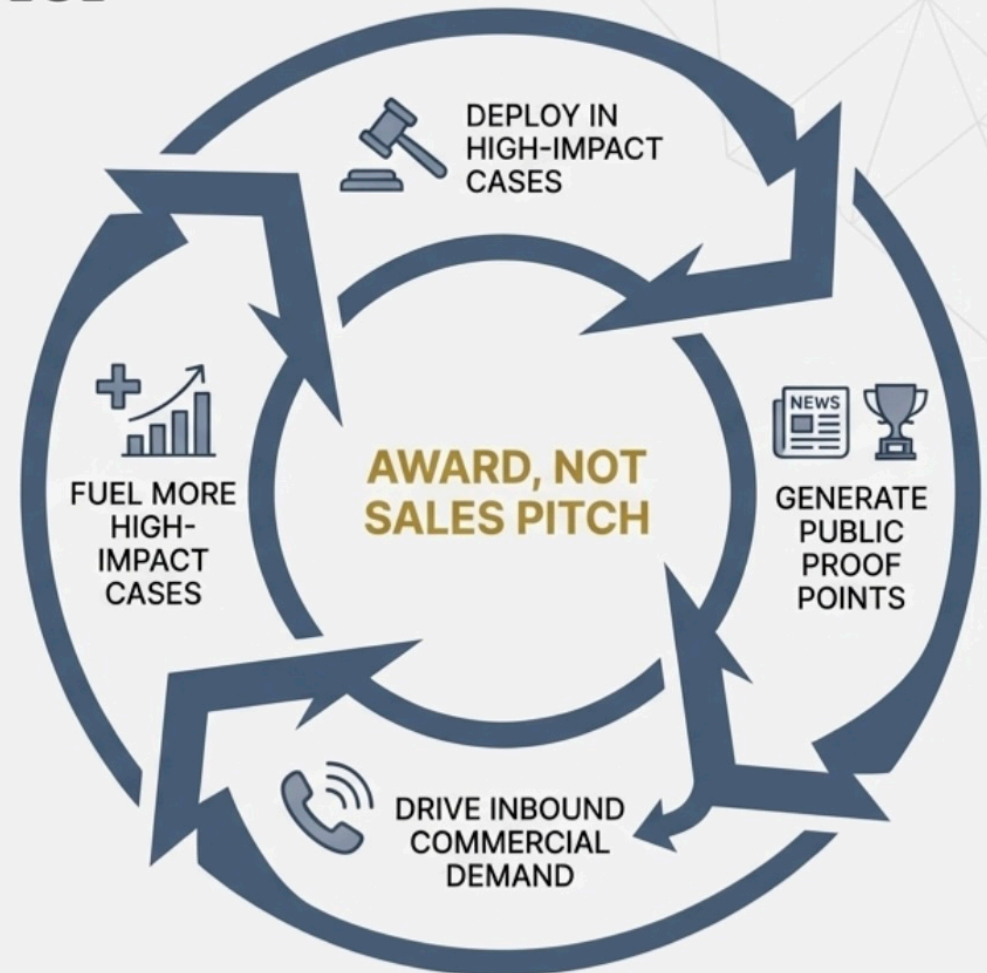 DEPLOY IN
HIGH-IMPACT
CASES
NEWS
GENERATE
PUBLIC
PROOF
POINTS
DRIVE INBOUND
COMMERCIAL
DEMAND
FUEL MORE
HIGH-
IMPACT
CASES
AWARD, NOT
SALES PITCH